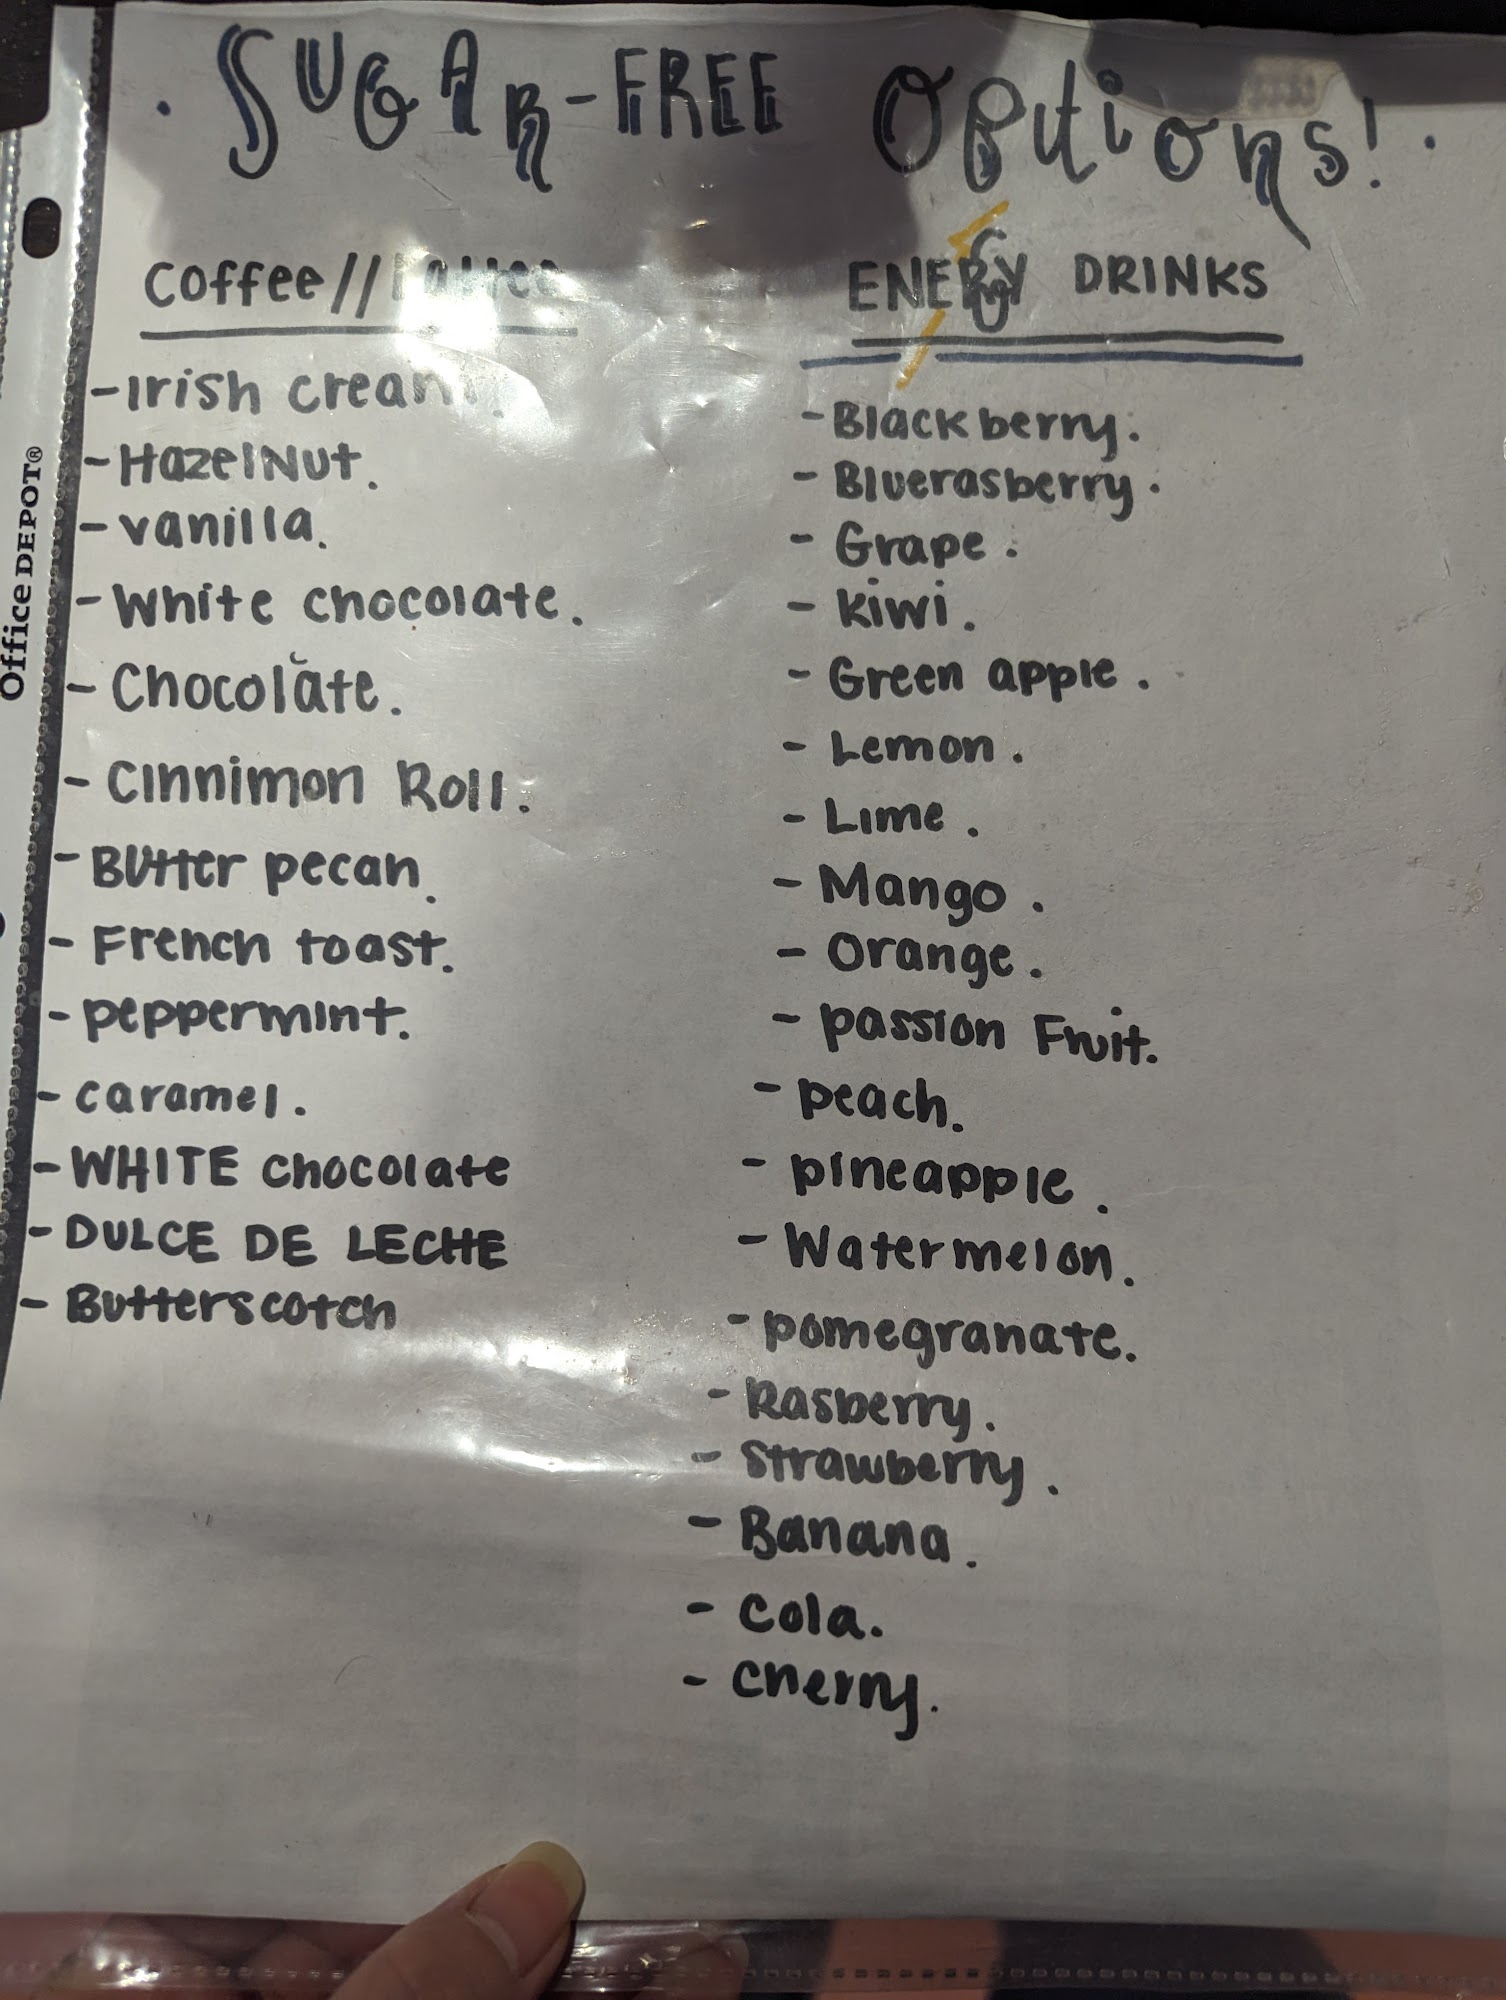 · SUGAR-FREE Options! ·
Coffee//
- Irish cream.
- HazelNut.
- vanilla.
- White chocolate.
- Chocolate.
- Cinnimon Roll.
- Butter pecan.
- French toast.
- peppermint.
- caramel.
- WHITE chocolate
- DULCE DE LECHE
- Butterscotch
ENERGY DRINKS
- Blackberry.
- Bluerasberry.
- Grape.
- kiwi.
- Green apple.
- Lemon.
- Lime.
- Mango.
- Orange.
- passion Fruit.
- peach.
- pineapple.
- Watermelon.
- pomegranate.
- Rasberry.
- Strawberry.
- Banana.
- cola.
- cherry.
Office DEPOT®